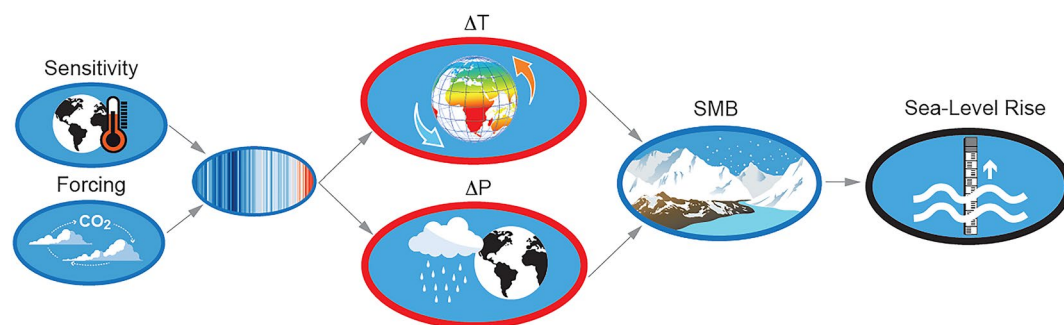 Sensitivity
Forcing
CO₂
ΔT
ΔP
SMB
Sea-Level Rise